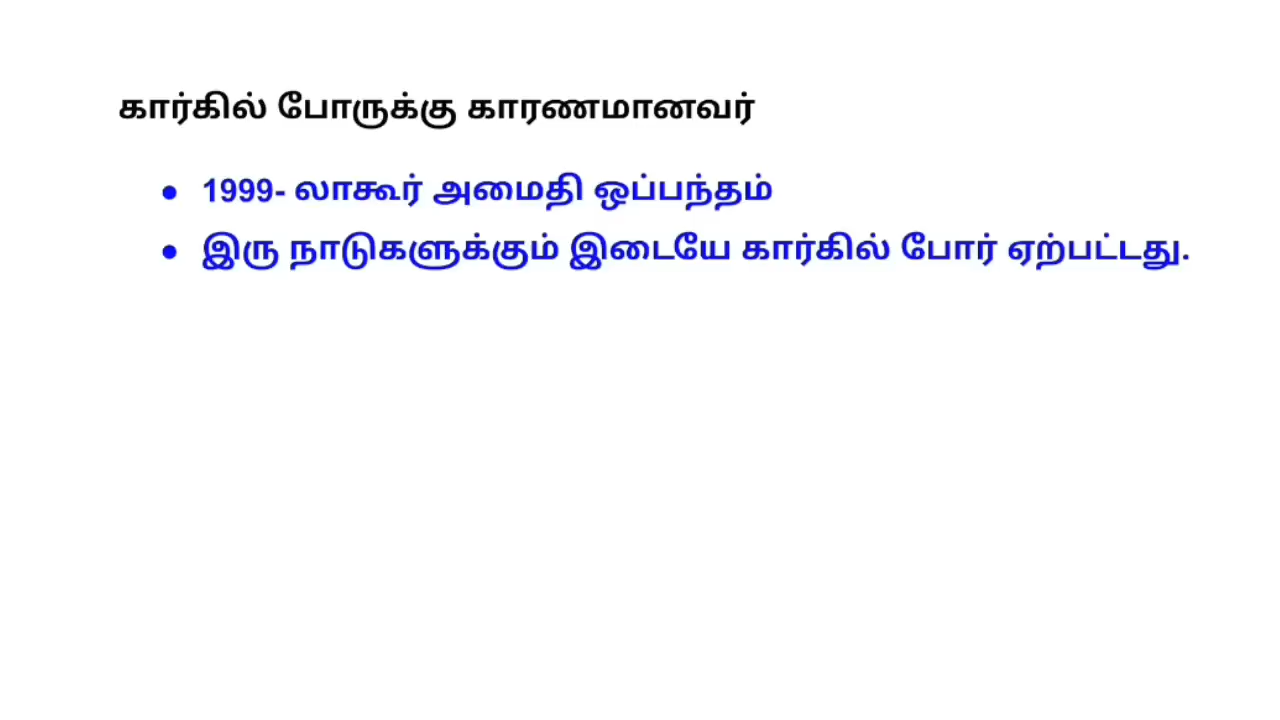 கார்கில் போருக்கு காரணமானவர்
● 1999- லாகூர் அமைதி ஒப்பந்தம்
● இரு நாடுகளுக்கும் இடையே கார்கில் போர் ஏற்பட்டது.